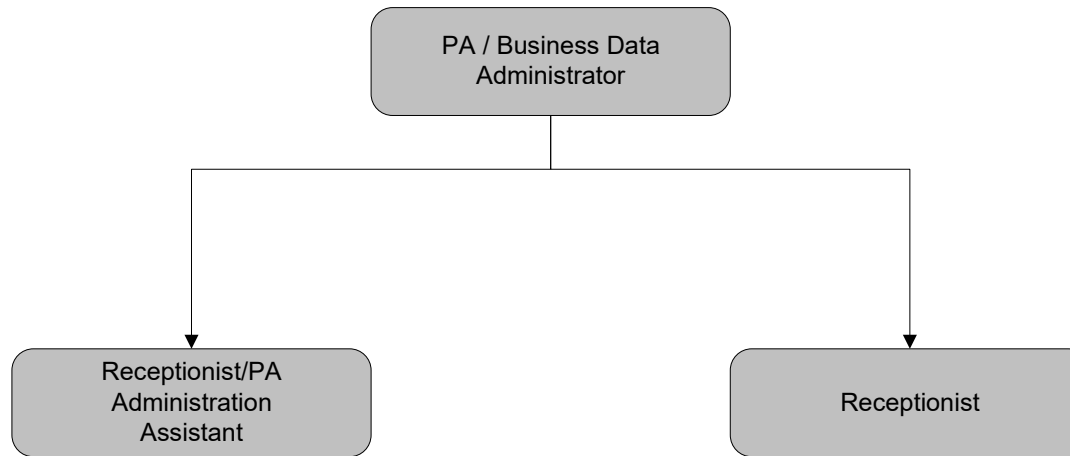 PA / Business Data
Administrator
Receptionist/PA
Administration
Assistant
Receptionist